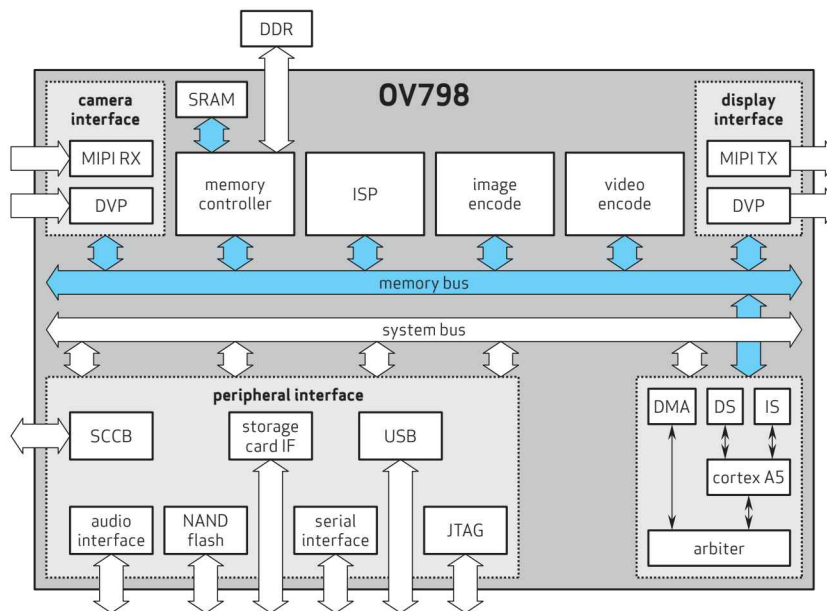 DDR
OV798
camera
interface
MIPI RX
DVP
SRAM
memory
controller
ISP
image
encode
video
encode
display
interface
MIPI TX
DVP
memory bus
system bus
peripheral interface
SCCB
storage
card IF
USB
audio
interface
NAND
flash
serial
interface
JTAG
DMA
DS
IS
cortex A5
arbiter